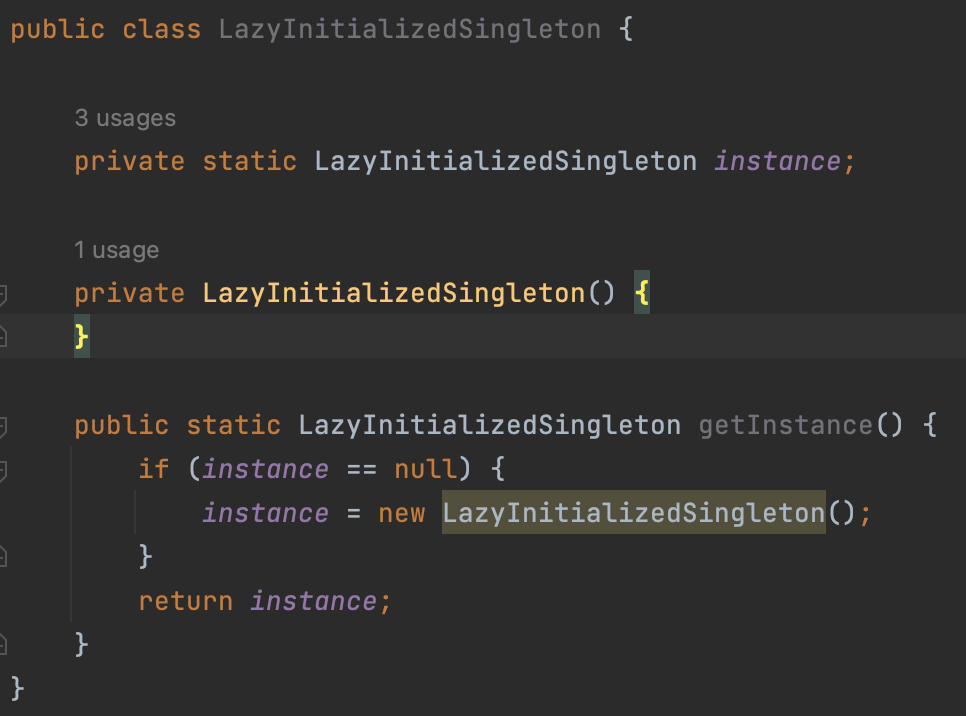 public class LazyInitializedSingleton {
3 usages
private static LazyInitializedSingleton instance;
1 usage
private LazyInitializedSingleton() {
}
public static LazyInitializedSingleton getInstance() {
if (instance == null) {
instance = new LazyInitializedSingleton();
}
return instance;
}
}